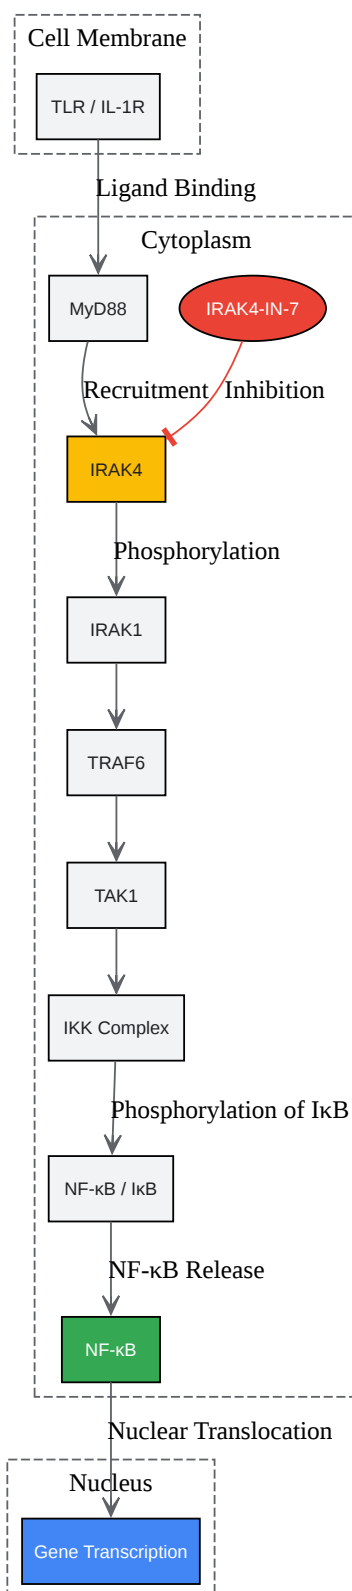 Cell Membrane
TLR / IL-1R
Ligand Binding
Cytoplasm
MyD88
IRAK4-IN-7
Recruitment
Inhibition
IRAK4
Phosphorylation
IRAK1
TRAF6
TAK1
IKK Complex
Phosphorylation of IκB
NF-κB / IκB
NF-κB Release
NF-κB
Nuclear Translocation
Nucleus
Gene Transcription